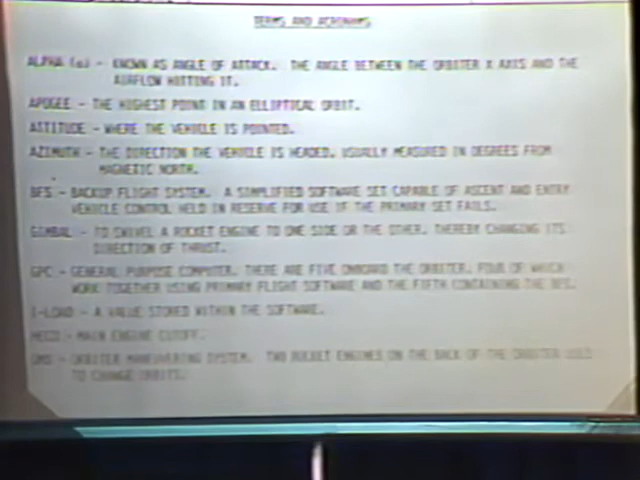 TERMS AND ACRONYMS
ALPHA (α) - KNOWN AS ANGLE OF ATTACK. THE ANGLE BETWEEN THE ORBITER X AXIS AND THE
AIRFLOW HITTING IT.
APOGEE - THE HIGHEST POINT IN AN ELLIPTICAL ORBIT.
ATTITUDE - WHERE THE VEHICLE IS POINTED.
AZIMUTH - THE DIRECTION THE VEHICLE IS HEADED, USUALLY MEASURED IN DEGREES FROM
MAGNETIC NORTH.
BFS - BACKUP FLIGHT SYSTEM. A SIMPLIFIED SOFTWARE SET CAPABLE OF ASCENT AND ENTRY
VEHICLE CONTROL HELD IN RESERVE FOR USE IF THE PRIMARY SET FAILS.
GIMBAL - TO SWIVEL A ROCKET ENGINE TO ONE SIDE OR THE OTHER, THEREBY CHANGING ITS
DIRECTION OF THRUST.
GPC - GENERAL PURPOSE COMPUTER. THERE ARE FIVE ONBOARD THE ORBITER, FOUR OF WHICH
WORK TOGETHER USING PRIMARY FLIGHT SOFTWARE AND THE FIFTH CONTAINING THE BFS.
I-LOAD - A VALUE STORED WITHIN THE SOFTWARE.
MECO - MAIN ENGINE CUTOFF.
OMS - ORBITER MANEUVERING SYSTEM. TWO ROCKET ENGINES ON THE BACK OF THE ORBITER USED
TO CHANGE ORBITS.